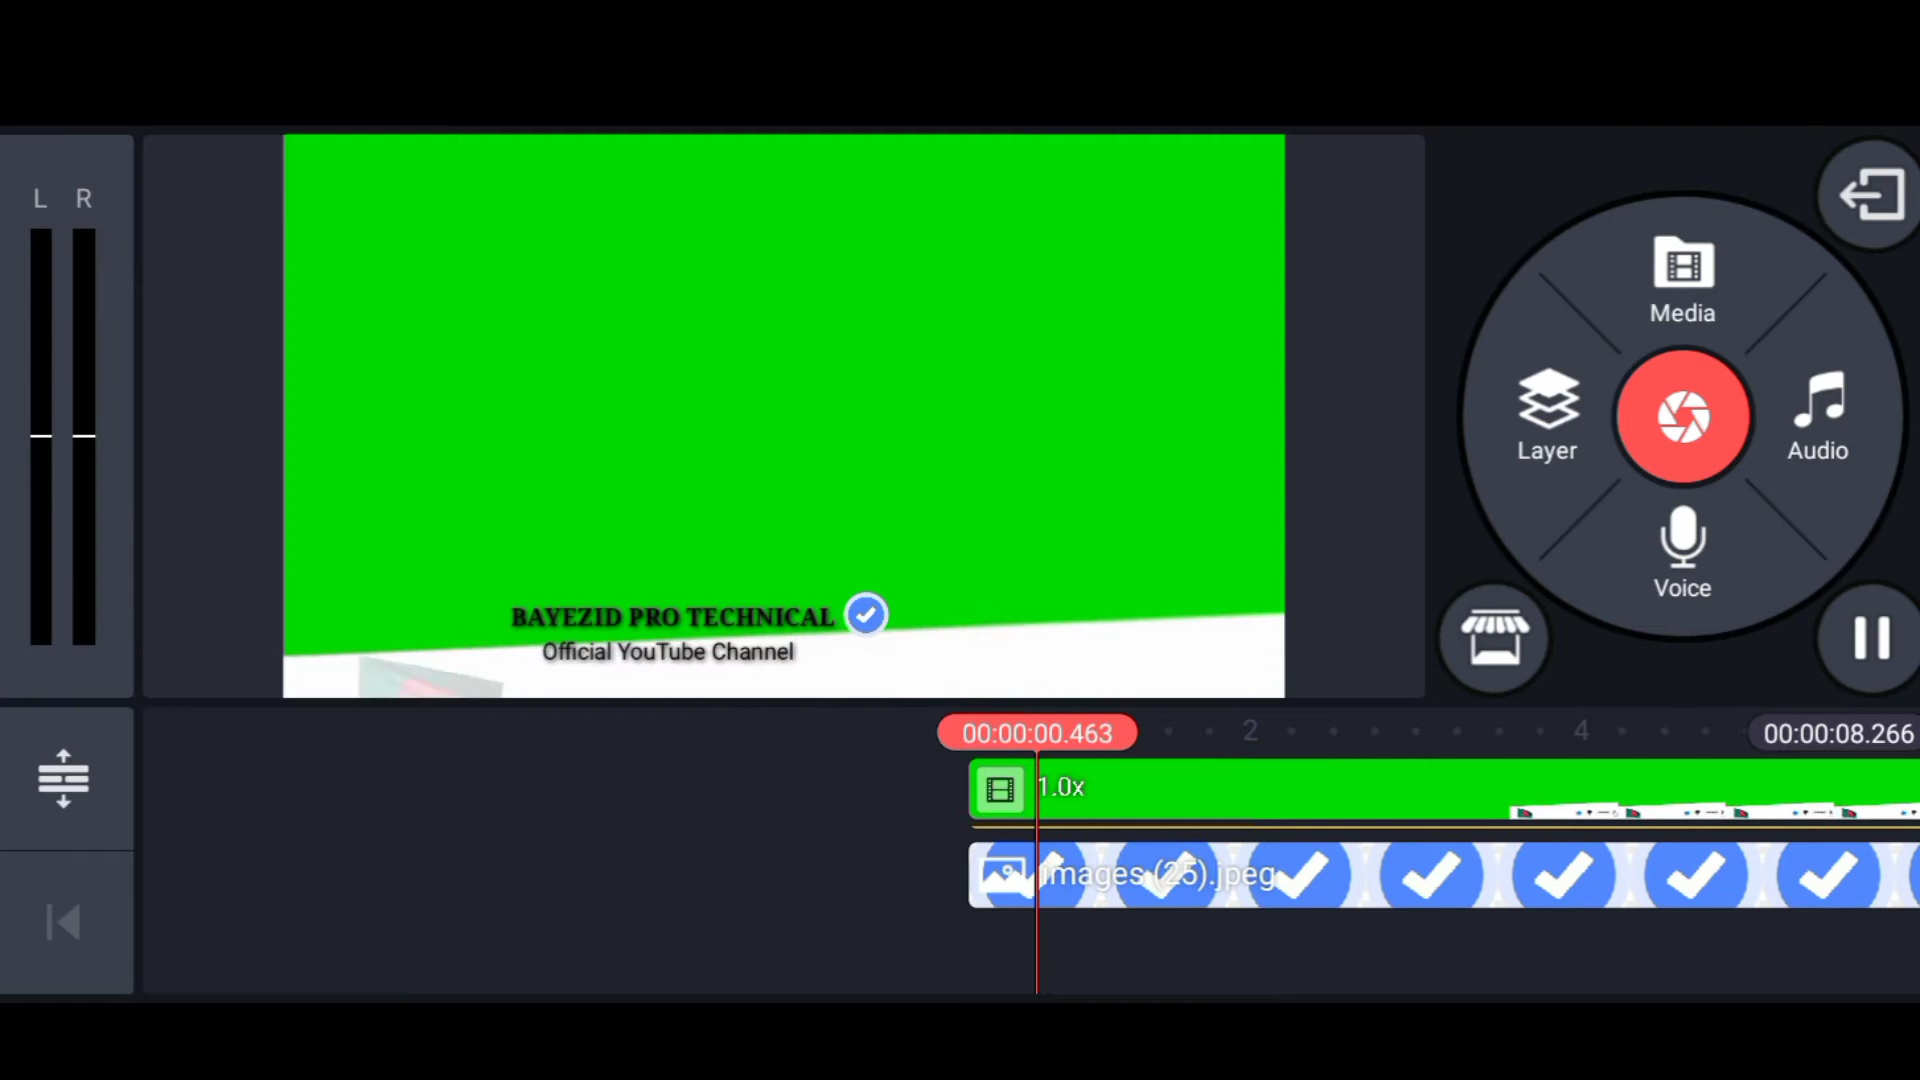 L R
Media
Layer
Audio
Voice
BAYEZID PRO TECHNICAL
Official YouTube Channel
00:00:00.463
2
4
00:00:08.266
1.0x
images (25).jpeg